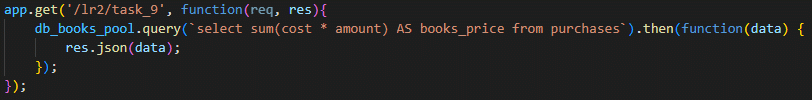 app.get('/lr2/task_9', function(req, res){
    db_books_pool.query(`select sum(cost * amount) AS books_price from purchases`).then(function(data) {
        res.json(data);
    });
});